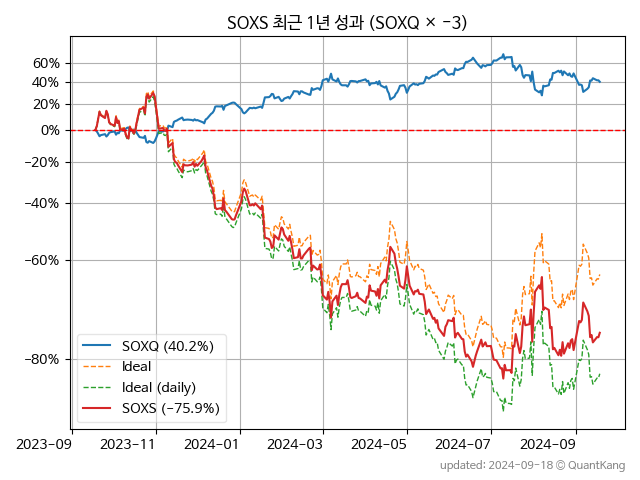 SOXS 최근 1년 성과 (SOXQ × −3)
60%
40%
20%
0%
−20%
−40%
−60%
−80%
SOXQ (40.2%)
Ideal
Ideal (daily)
SOXS (−75.9%)
2023-09
2023-11
2024-01
2024-03
2024-05
2024-07
2024-09
updated: 2024-09-18 @ QuantKang